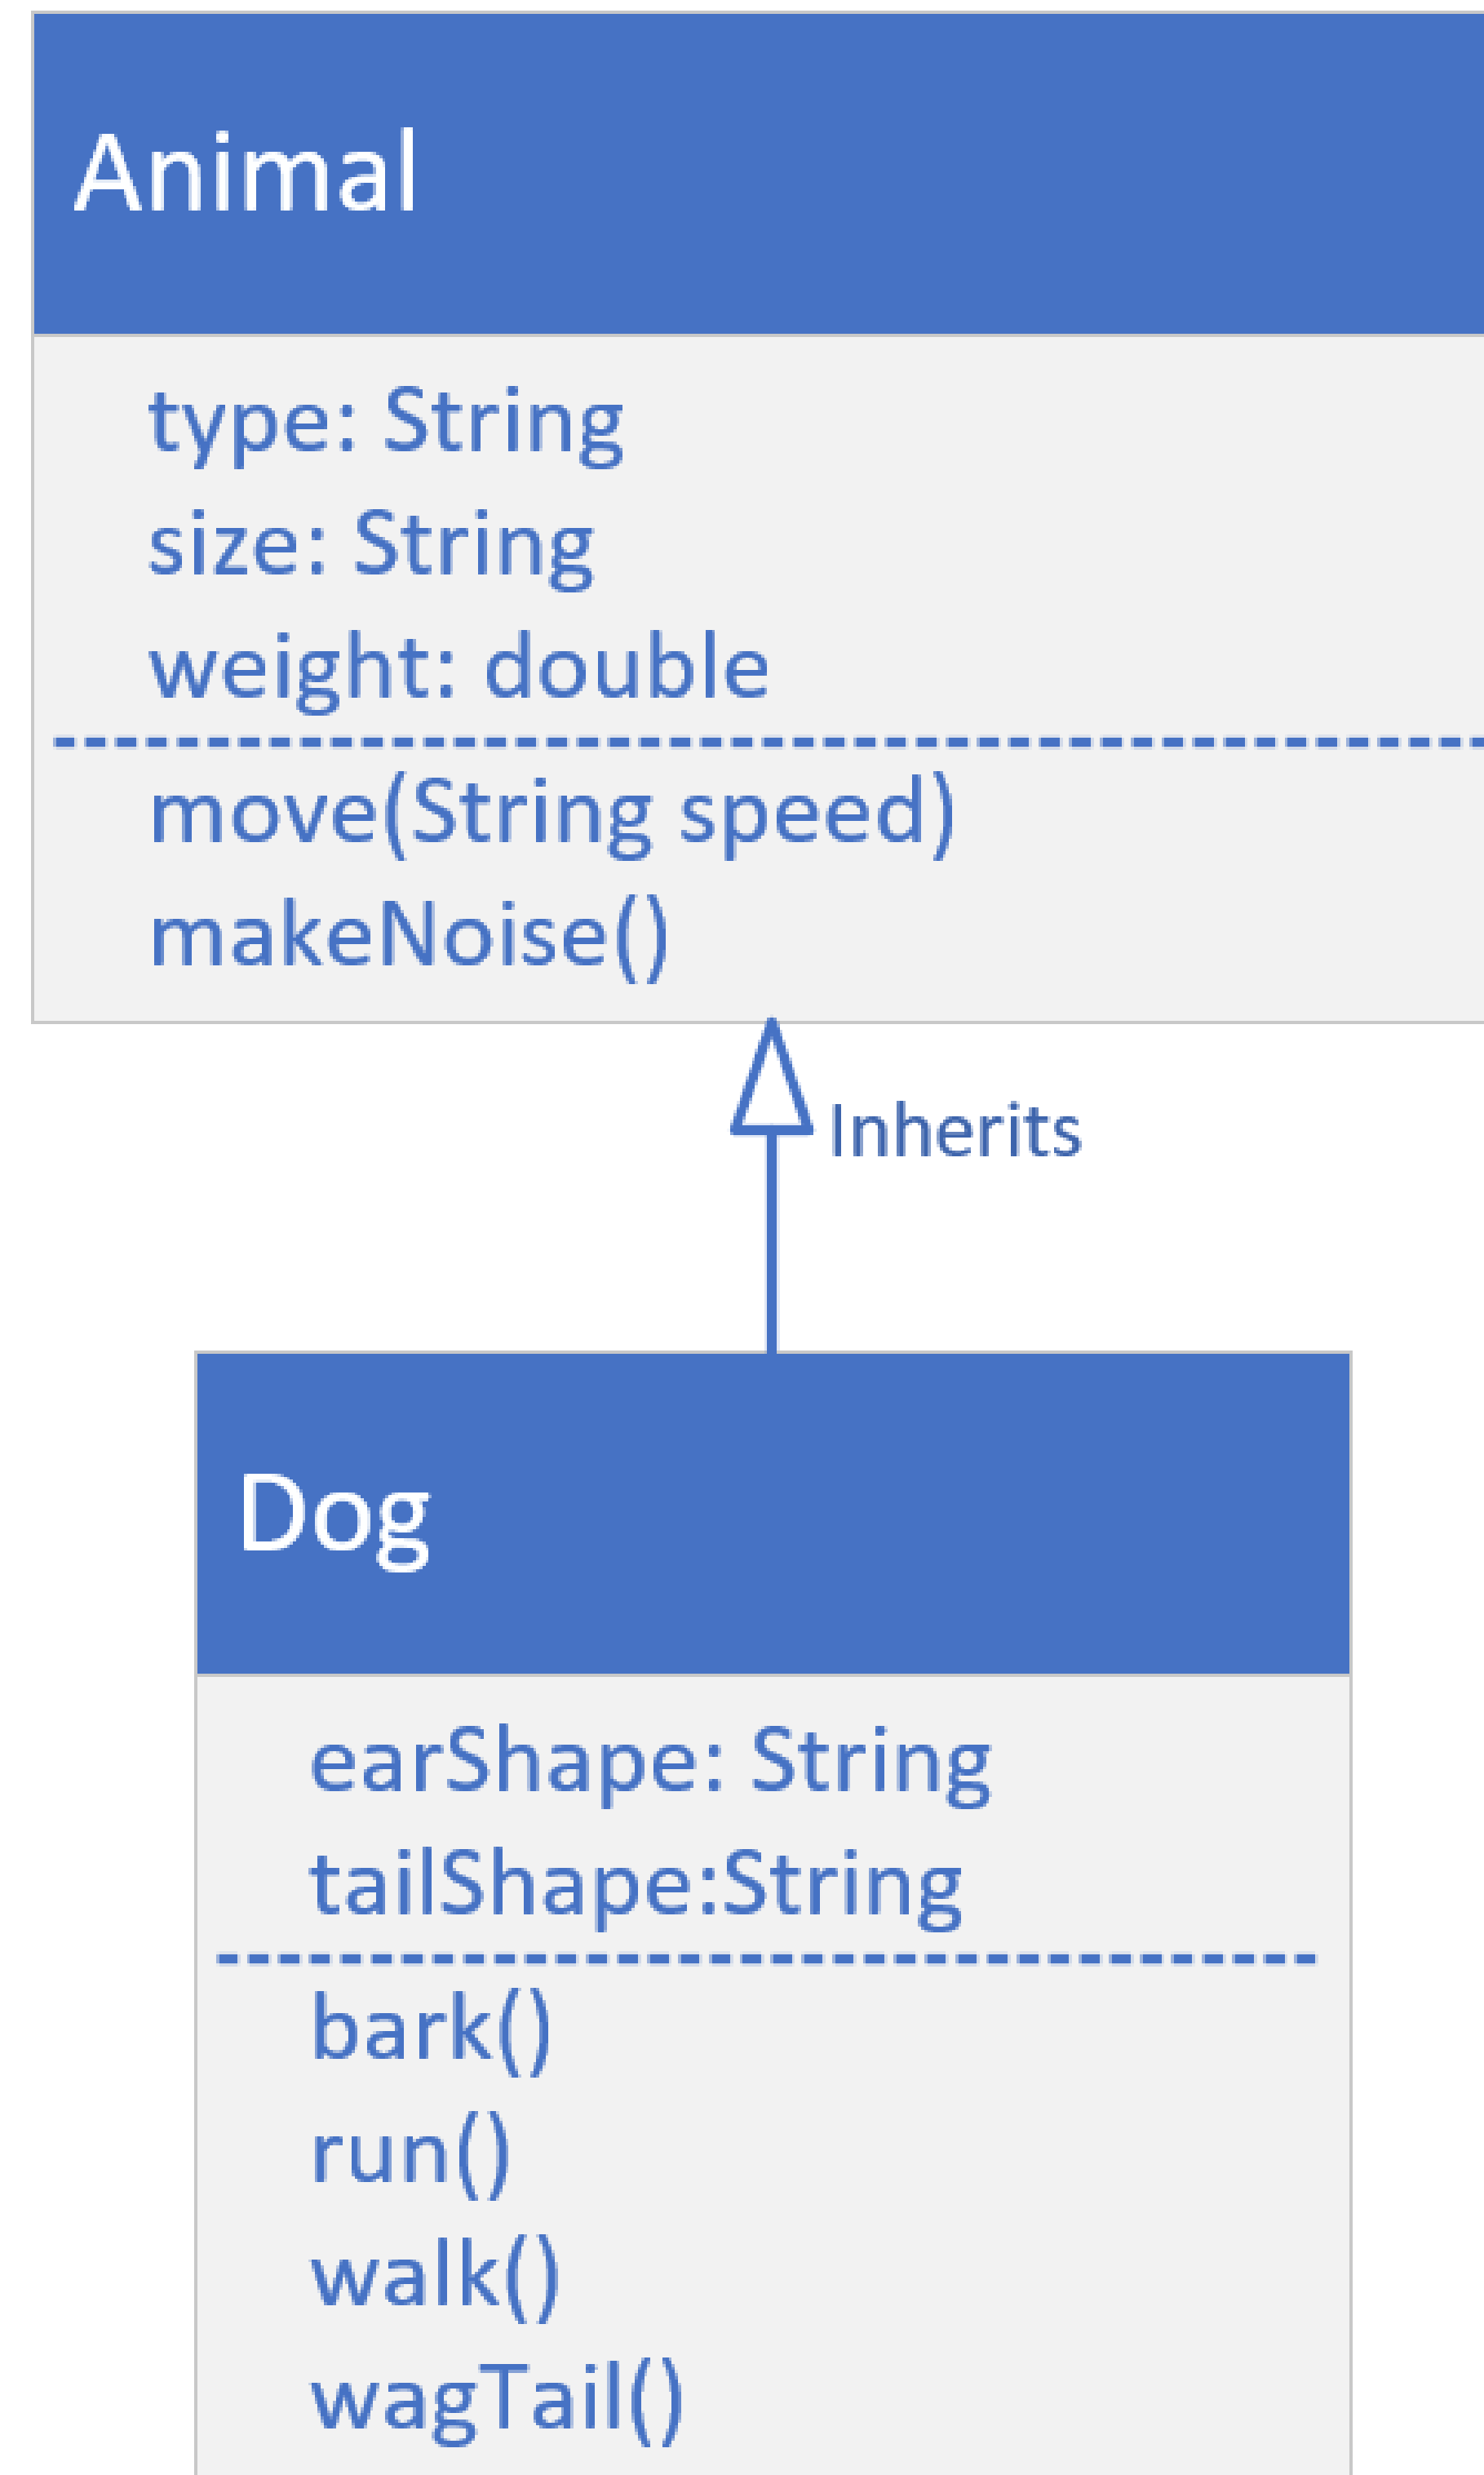 Animal
type: String
size: String
weight: double
move(String speed)
makeNoise()
Inherits
Dog
earShape: String
tailShape:String
bark()
run()
walk()
wagTail()